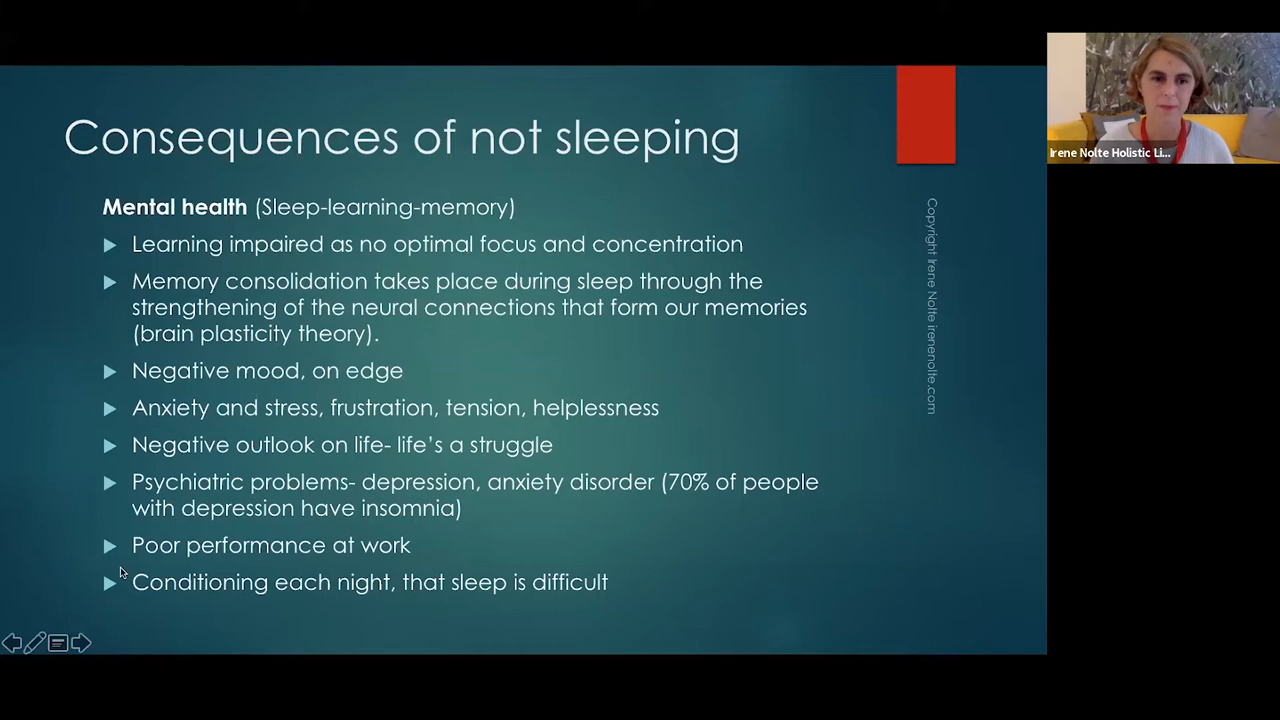 Consequences of not sleeping
Mental health (Sleep-learning-memory)
Learning impaired as no optimal focus and concentration
Memory consolidation takes place during sleep through the
strengthening of the neural connections that form our memories
(brain plasticity theory).
Negative mood, on edge
Anxiety and stress, frustration, tension, helplessness
Negative outlook on life- life’s a struggle
Psychiatric problems- depression, anxiety disorder (70% of people
with depression have insomnia)
Poor performance at work
Conditioning each night, that sleep is difficult
Copyright Irene Nolte irenenolte.com
Irene Nolte Holistic Li...